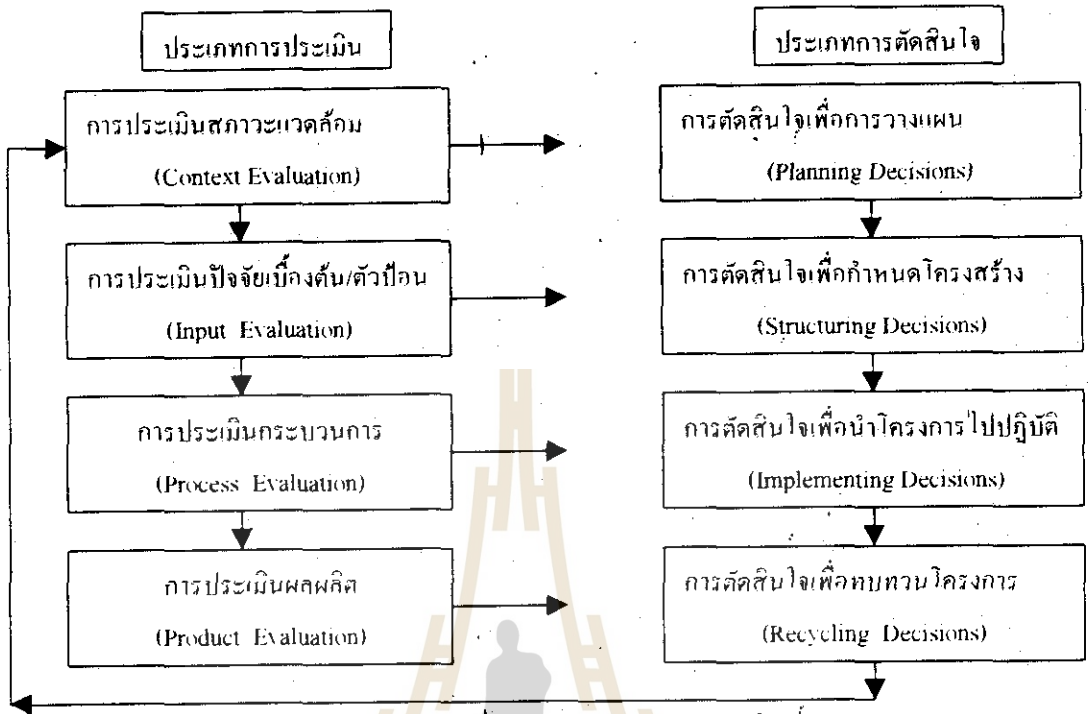 ประเภทการประเมิน
ประเภทการตัดสินใจ
การประเมินสภาวะแวดล้อม
(Context Evaluation)
การตัดสินใจเพื่อการวางแผน
(Planning Decisions)
การประเมินปัจจัยเบื้องต้น/ตัวป้อน
(Input Evaluation)
การตัดสินใจเพื่อกำหนดโครงสร้าง
(Structuring Decisions)
การประเมินกระบวนการ
(Process Evaluation)
การตัดสินใจเพื่อนำโครงการไปปฏิบัติ
(Implementing Decisions)
การประเมินผลผลิต
(Product Evaluation)
การตัดสินใจเพื่อทบทวนโครงการ
(Recycling Decisions)